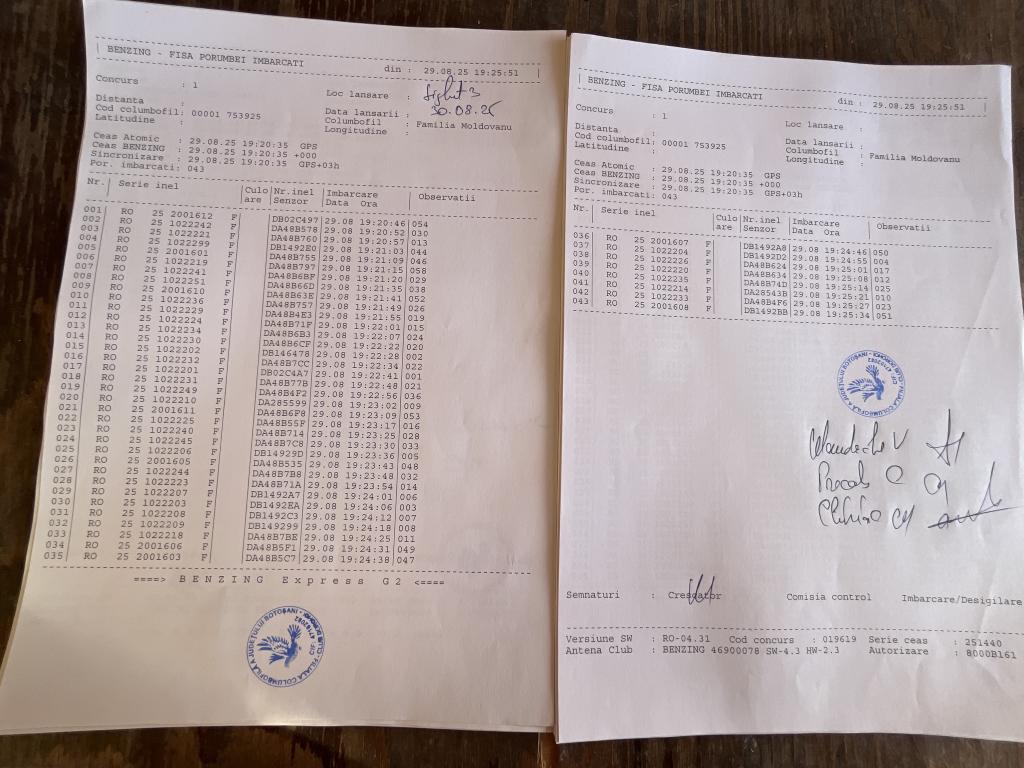 BENZING - FISA PORUMBEI IMBARCATI din : 29.08.25 19:25:51
Concurs : 1 Loc lansare : Sighet 3
Distanta : Data lansarii : 30.08.25
Cod columbofil: 00001 753925 Columbofil : Familia Moldovanu
Latitudine : Longitudine :
Ceas Atomic : 29.08.25 19:20:35 GPS
Ceas BENZING : 29.08.25 19:20:35 +000
Sincronizare : 29.08.25 19:20:35 GPS+03h
Por. imbarcati: 043
Nr. Serie inel Culo Nr.inel Imbarcare Observatii
are Senzor Data Ora
001 RO 25 2001612 F DB02C497 29.08 19:20:46 054
002 RO 25 1022242 F DA48B578 29.08 19:20:52 030
003 RO 25 1022221 F DA48B760 29.08 19:20:57 013
004 RO 25 1022299 F DB1492E0 29.08 19:21:03 044
005 RO 25 2001601 F DA48B755 29.08 19:21:09 046
006 RO 25 1022219 F DA48B797 29.08 19:21:15 058
007 RO 25 1022241 F DA48B6BF 29.08 19:21:20 029
008 RO 25 1022251 F DA48B66D 29.08 19:21:35 038
009 RO 25 2001610 F DA48B63E 29.08 19:21:41 052
010 RO 25 1022236 F DA48B757 29.08 19:21:49 026
011 RO 25 1022229 F DA48B4E3 29.08 19:21:55 019
012 RO 25 1022224 F DA48B71F 29.08 19:22:01 015
013 RO 25 1022234 F DA48B6B3 29.08 19:22:07 024
014 RO 25 1022230 F DA48B6CF 29.08 19:22:22 020
015 RO 25 1022202 F DB146478 29.08 19:22:28 002
016 RO 25 1022232 F DA48B7CC 29.08 19:22:34 022
017 RO 25 1022201 F DB02C4A7 29.08 19:22:41 001
018 RO 25 1022231 F DA48B77B 29.08 19:22:48 021
019 RO 25 1022249 F DA48B4F2 29.08 19:22:56 036
020 RO 25 1022210 F DA285599 29.08 19:23:02 009
021 RO 25 2001611 F DA48B6F8 29.08 19:23:09 053
022 RO 25 1022225 F DA48B55F 29.08 19:23:17 016
023 RO 25 1022240 F DA48B714 29.08 19:23:25 028
024 RO 25 1022245 F DA48B7C8 29.08 19:23:30 033
025 RO 25 1022206 F DB14929D 29.08 19:23:36 005
026 RO 25 2001605 F DA48B535 29.08 19:23:43 048
027 RO 25 1022244 F DA48B7B8 29.08 19:23:48 032
028 RO 25 1022223 F DA48B71A 29.08 19:23:54 014
029 RO 25 1022207 F DB1492A7 29.08 19:24:01 006
030 RO 25 1022203 F DB1492EA 29.08 19:24:06 003
031 RO 25 1022208 F DB1492C3 29.08 19:24:12 007
032 RO 25 1022209 F DB149299 29.08 19:24:18 008
033 RO 25 1022218 F DA48B7BE 29.08 19:24:25 011
034 RO 25 2001606 F DA48B5F1 29.08 19:24:31 049
035 RO 25 2001603 F DA48B5C7 29.08 19:24:38 047
====> BENZING Express G2 <====
BENZING - FISA PORUMBEI IMBARCATI din : 29.08.25 19:25:51
Concurs : 1 Loc lansare :
Distanta : Data lansarii :
Cod columbofil: 00001 753925 Columbofil : Familia Moldovanu
Latitudine : Longitudine :
Ceas Atomic : 29.08.25 19:20:35 GPS
Ceas BENZING : 29.08.25 19:20:35 +000
Sincronizare : 29.08.25 19:20:35 GPS+03h
Por. imbarcati: 043
Nr. Serie inel Culo Nr.inel Imbarcare Observatii
are Senzor Data Ora
036 RO 25 2001607 F DB1492A8 29.08 19:24:46 050
037 RO 25 1022204 F DB1492D2 29.08 19:24:55 004
038 RO 25 1022226 F DA48B624 29.08 19:25:01 017
039 RO 25 1022220 F DA48B634 29.08 19:25:08 012
040 RO 25 1022235 F DA48B74D 29.08 19:25:14 025
041 RO 25 1022214 F DA28543B 29.08 19:25:21 010
042 RO 25 1022233 F DA48B4F6 29.08 19:25:27 023
043 RO 25 2001608 F DB1492BB 29.08 19:25:34 051
Semnaturi : Crescator Comisia control Imbarcare/Desigilare
Versiune SW : RO-04.31 Cod concurs : 019619 Serie ceas : 251440
Antena Club : BENZING 46900078 SW-4.3 HW-2.3 Autorizare : 8000B161